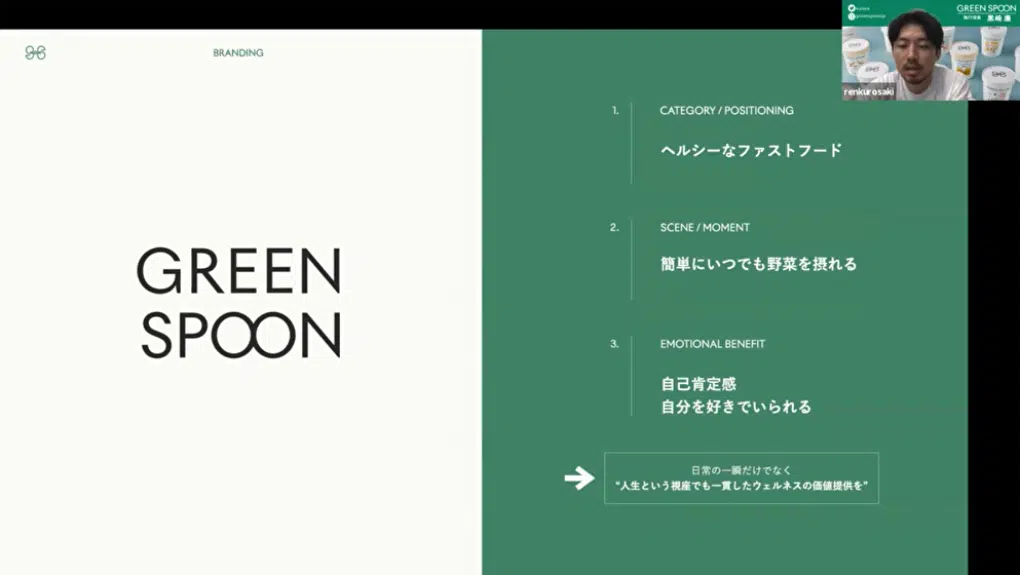 BRANDING
GREEN
SPOON
1.
CATEGORY / POSITIONING
ヘルシーなファストフード
2.
SCENE / MOMENT
簡単にいつでも野菜を摂れる
3.
EMOTIONAL BENEFIT
自己肯定感
自分を好きでいられる
日常の一瞬だけでなく
“人生という視座でも一貫したウェルネスの価値提供を”
GREEN SPOON
renkurosaki